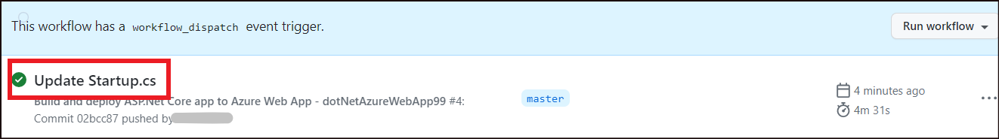 This workflow has a workflow_dispatch event trigger.
Run workflow
Update Startup.cs
Build and deploy ASP.Net Core app to Azure Web App - dotNetAzureWebApp99 #4:
Commit 02bcc87 pushed by
master
4 minutes ago
4m 31s